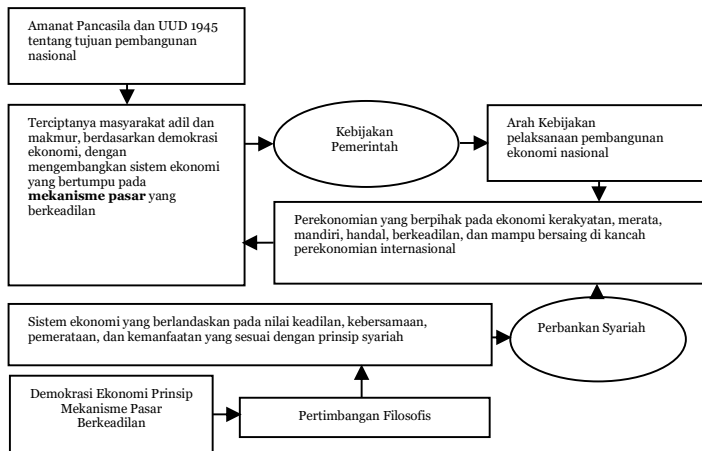 Amanat Pancasila dan UUD 1945
tentang tujuan pembangunan
nasional
Terciptanya masyarakat adil dan
makmur, berdasarkan demokrasi
ekonomi, dengan
mengembangkan sistem ekonomi
yang bertumpu pada
mekanisme pasar yang
berkeadilan
Kebijakan
Pemerintah
Arah Kebijakan
pelaksanaan pembangunan
ekonomi nasional
Perekonomian yang berpihak pada ekonomi kerakyatan, merata,
mandiri, handal, berkeadilan, dan mampu bersaing di kancah
perekonomian internasional
Sistem ekonomi yang berlandaskan pada nilai keadilan, kebersamaan,
pemerataan, dan kemanfaatan yang sesuai dengan prinsip syariah
Perbankan Syariah
Demokrasi Ekonomi Prinsip
Mekanisme Pasar
Berkeadilan
Pertimbangan Filosofis